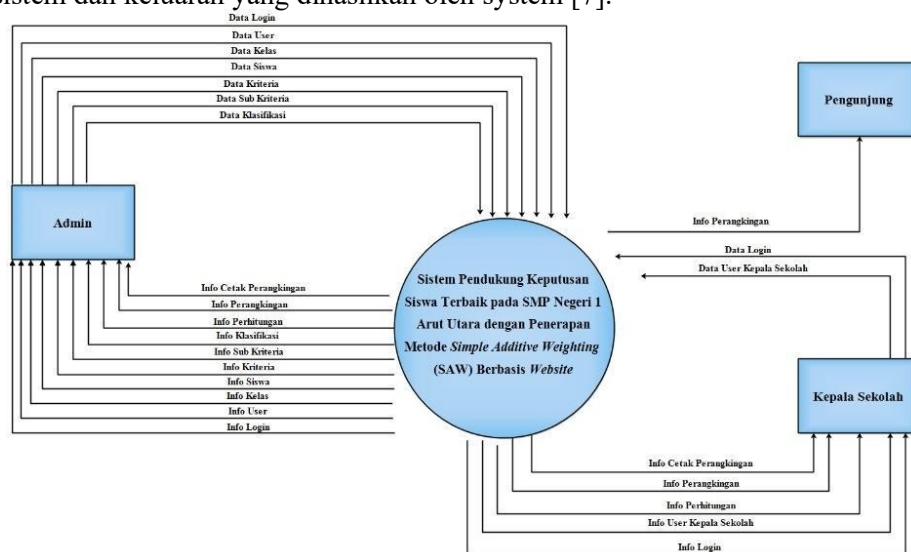 sistem dan keluaran yang dihasilkan oleh system [7].
Data Login
Data User
Data Kelas
Data Siswa
Data Kriteria
Data Sub Kriteria
Data Klasifikasi
Admin
Pengunjung
Info Perangkingan
Data Login
Data User Kepala Sekolah
Sistem Pendukung Keputusan
Siswa Terbaik pada SMP Negeri 1
Arut Utara dengan Penerapan
Metode Simple Additive Weighting
(SAW) Berbasis Website
Info Cetak Perangkingan
Info Perangkingan
Info Perhitungan
Info Klasifikasi
Info Sub Kriteria
Info Kriteria
Info Siswa
Info Kelas
Info User
Info Login
Kepala Sekolah
Info Cetak Perangkingan
Info Perangkingan
Info Perhitungan
Info User Kepala Sekolah
Info Login